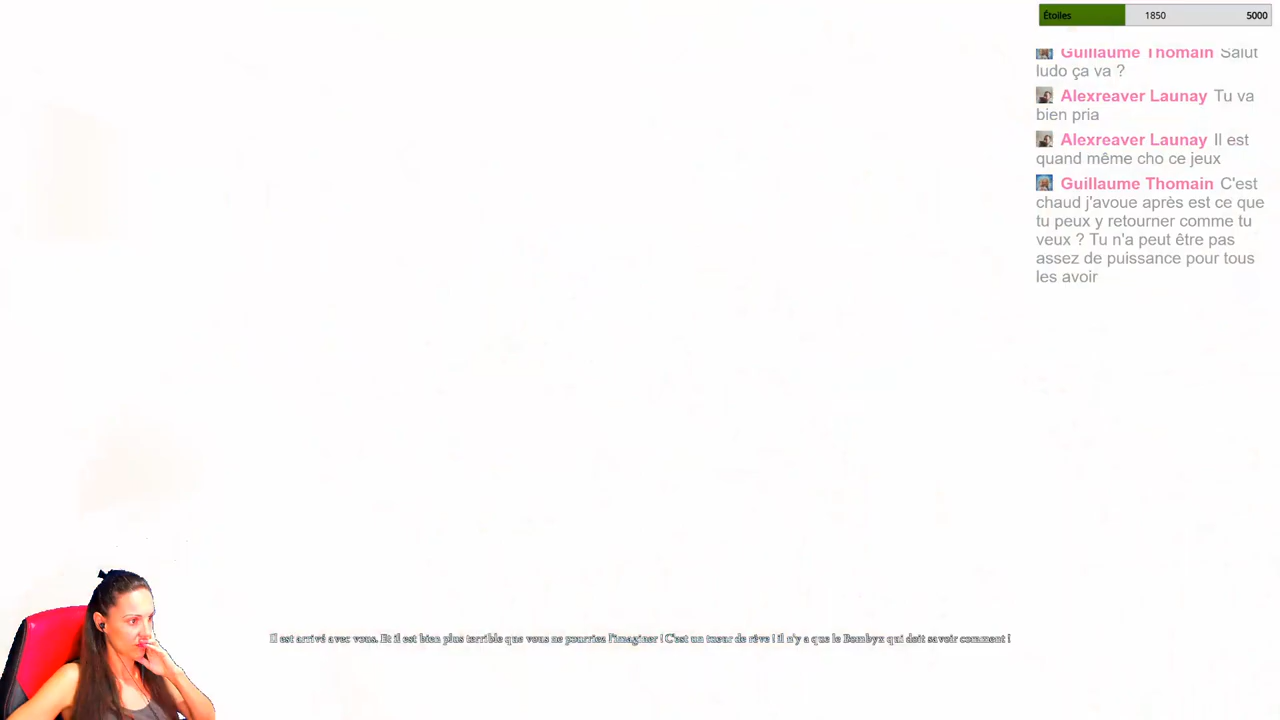 Étoiles 1850 5000
Guillaume Thomain Salut
ludo ça va ?
Alexreaver Launay Tu va
bien pria
Alexreaver Launay Il est
quand même cho ce jeux
Guillaume Thomain C'est
chaud j'avoue après est ce que
tu peux y retourner comme tu
veux ? Tu n'a peut être pas
assez de puissance pour tous
les avoir
Il est arrivé avec vous. Et il est bien plus terrible que vous ne pourriez l'imaginer ! C'est un tueur de rêve ! il n'y a que le Bombyx qui doit savoir comment !